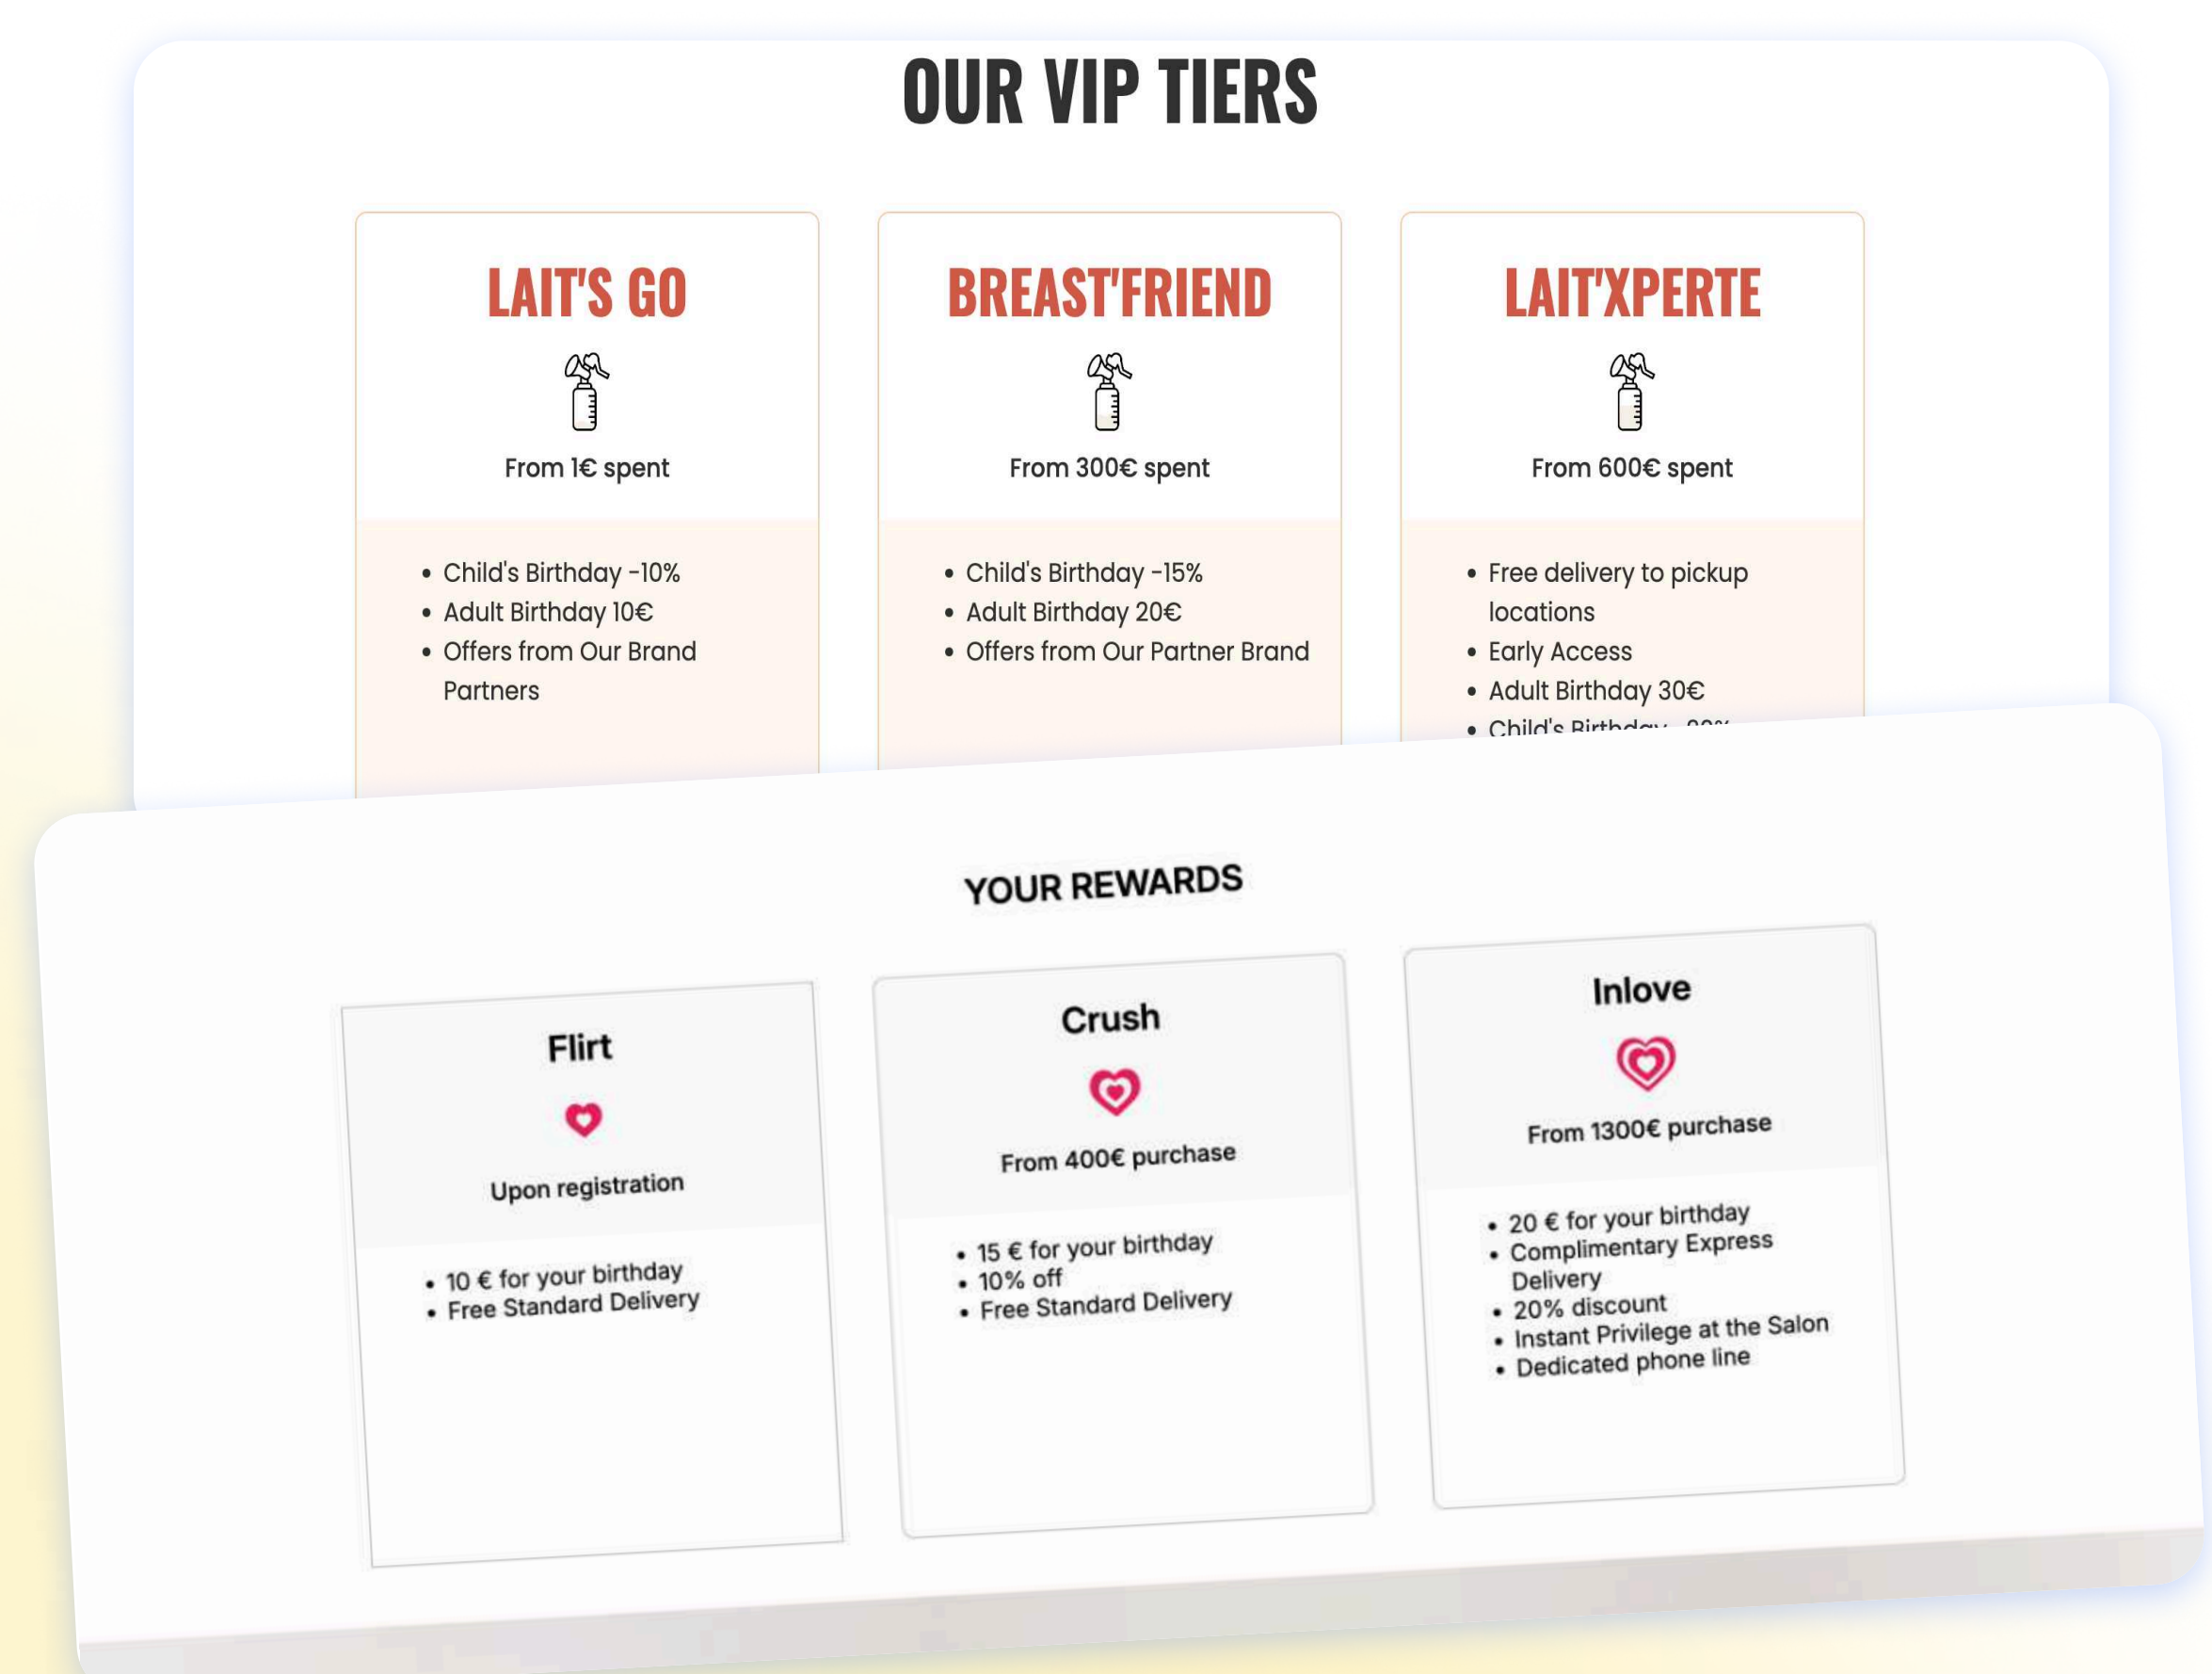 OUR VIP TIERS
LAIT'S GO
From 1€ spent
• Child's Birthday -10%
• Adult Birthday 10€
• Offers from Our Brand
Partners
BREAST'FRIEND
From 300€ spent
• Child's Birthday -15%
• Adult Birthday 20€
• Offers from Our Partner Brand
LAIT'XPERTE
From 600€ spent
• Free delivery to pickup
locations
• Early Access
• Adult Birthday 30€
• Child's Birthday
YOUR REWARDS
Flirt
Upon registration
• 10 € for your birthday
• Free Standard Delivery
Crush
From 400€ purchase
• 15 € for your birthday
• 10% off
• Free Standard Delivery
Inlove
From 1300€ purchase
• 20 € for your birthday
• Complimentary Express
Delivery
• 20% discount
• Instant Privilege at the Salon
• Dedicated phone line